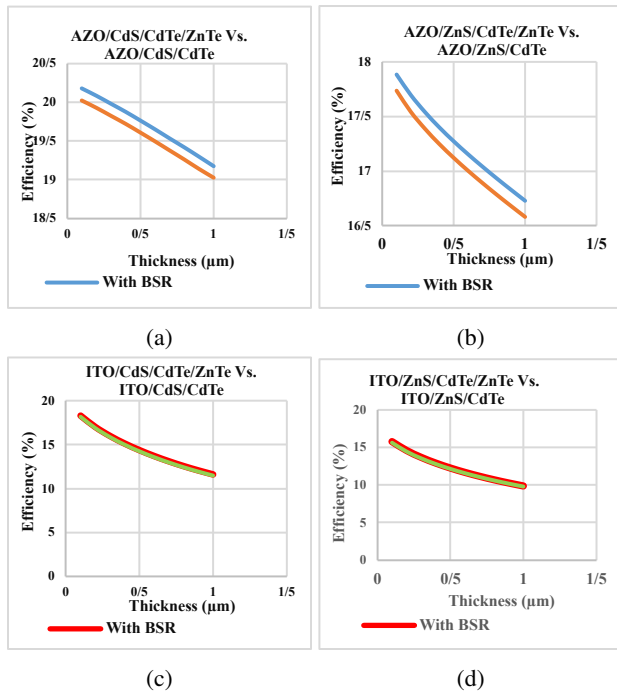 AZO/CdS/CdTe/ZnTe Vs.
AZO/CdS/CdTe
20/5
20
19/5
19
18/5
Efficiency (%)
0
0/5
1
1/5
Thickness (µm)
With BSR
(a)
AZO/ZnS/CdTe/ZnTe Vs.
AZO/ZnS/CdTe
18
17/5
17
16/5
Efficiency (%)
0
0/5
1
1/5
Thickness (µm)
With BSR
(b)
ITO/CdS/CdTe/ZnTe Vs.
ITO/CdS/CdTe
20
15
10
5
0
Efficiency (%)
0
0/5
1
1/5
Thickness (µm)
With BSR
(c)
ITO/ZnS/CdTe/ZnTe Vs.
ITO/ZnS/CdTe
20
15
10
5
0
Efficiency (%)
0
0/5
1
1/5
Thickness (µm)
With BSR
(d)